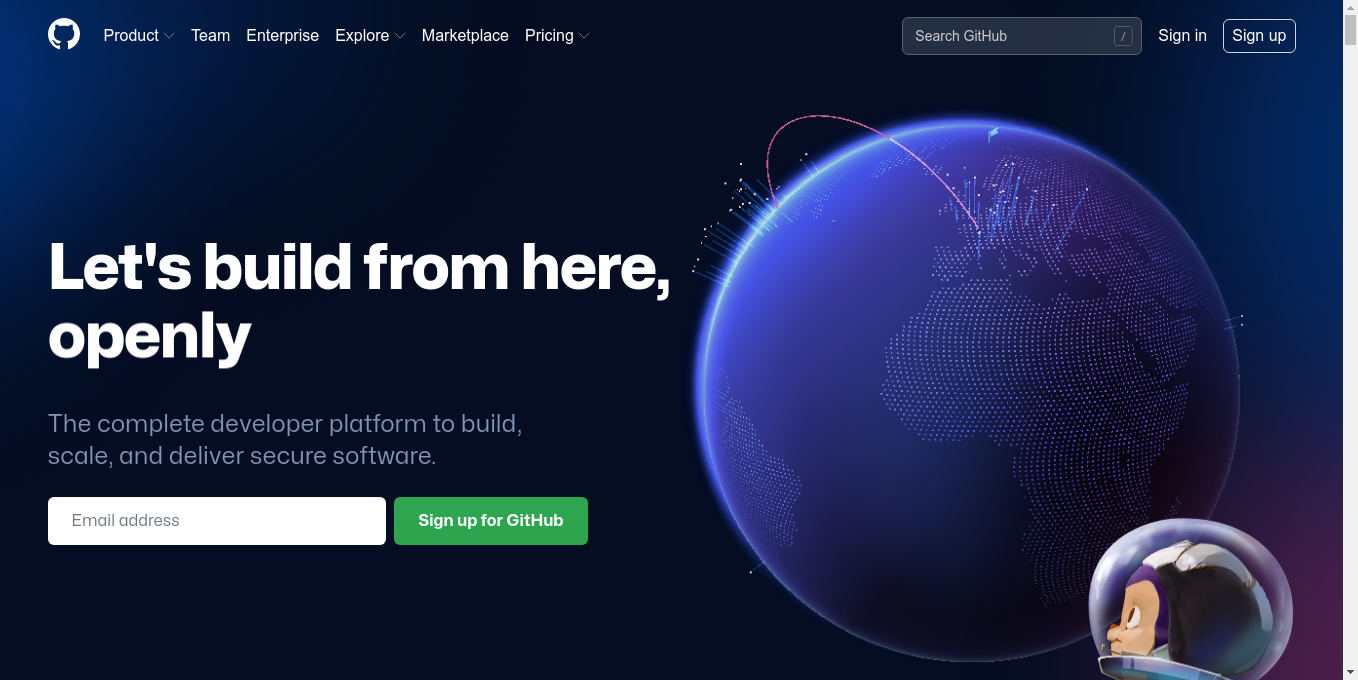 Product Team Enterprise Explore Marketplace Pricing Search GitHub / Sign in Sign up
Let's build from here,
openly
The complete developer platform to build,
scale, and deliver secure software.
Email address Sign up for GitHub